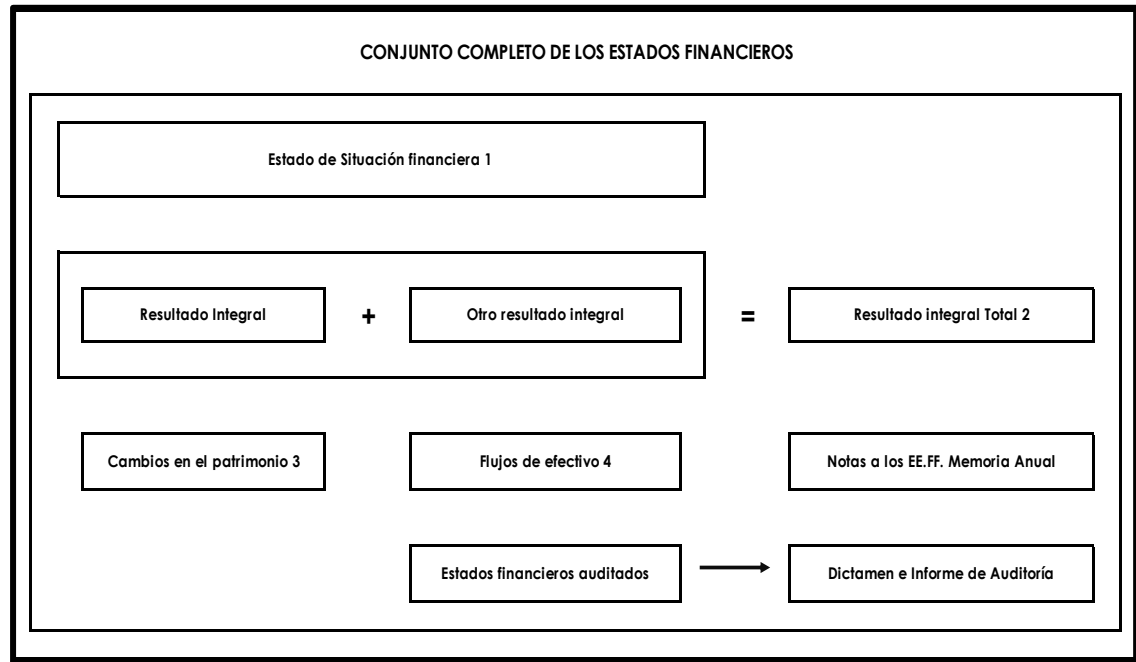 CONJUNTO COMPLETO DE LOS ESTADOS FINANCIEROS
Estado de Situación financiera 1
Resultado Integral
+
Otro resultado integral
=
Resultado integral Total 2
Cambios en el patrimonio 3
Flujos de efectivo 4
Notas a los EE.FF. Memoria Anual
Estados financieros auditados
Dictamen e Informe de Auditoría